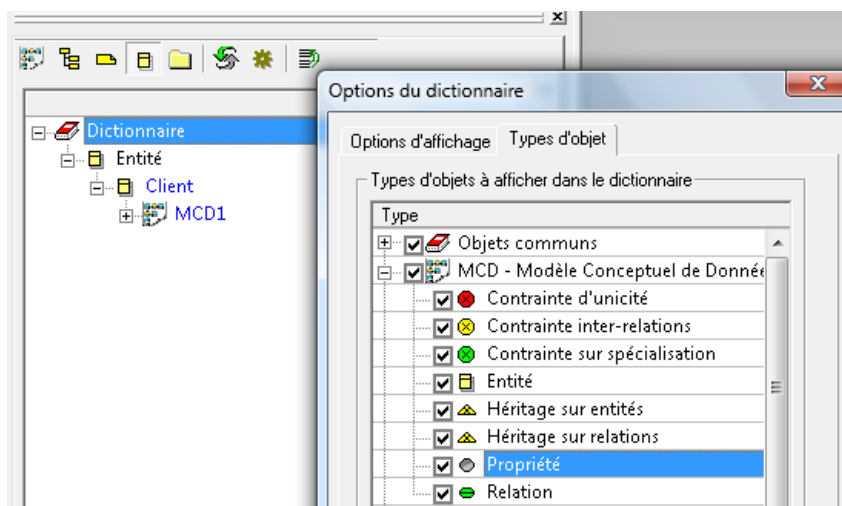 Options du dictionnaire
Dictionnaire
Entité
Client
MCD1
Options d'affichage Types d'objet
Types d'objets à afficher dans le dictionnaire
Type
Objets communs
MCD - Modèle Conceptuel de Donnée
Contrainte d'unicité
Contrainte inter-relations
Contrainte sur spécialisation
Entité
Héritage sur entités
Héritage sur relations
Propriété
Relation